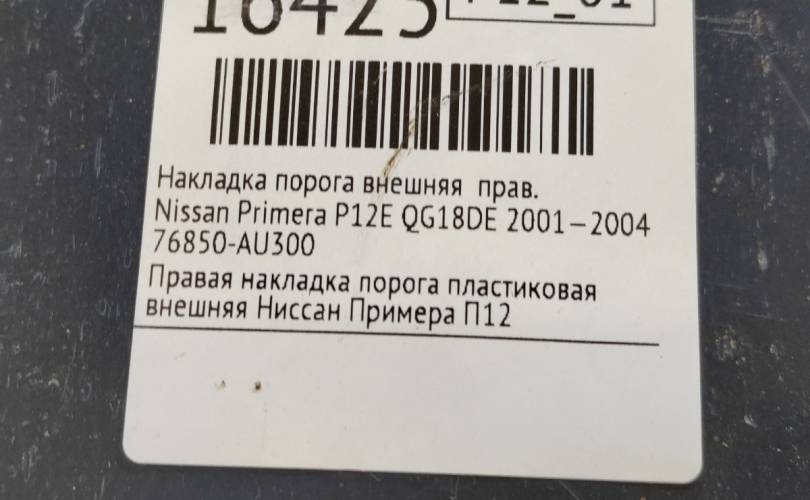 16425
Накладка порога внешняя прав.
Nissan Primera P12E QG18DE 2001–2004
76850-AU300
Правая накладка порога пластиковая
внешняя Ниссан Примера П12